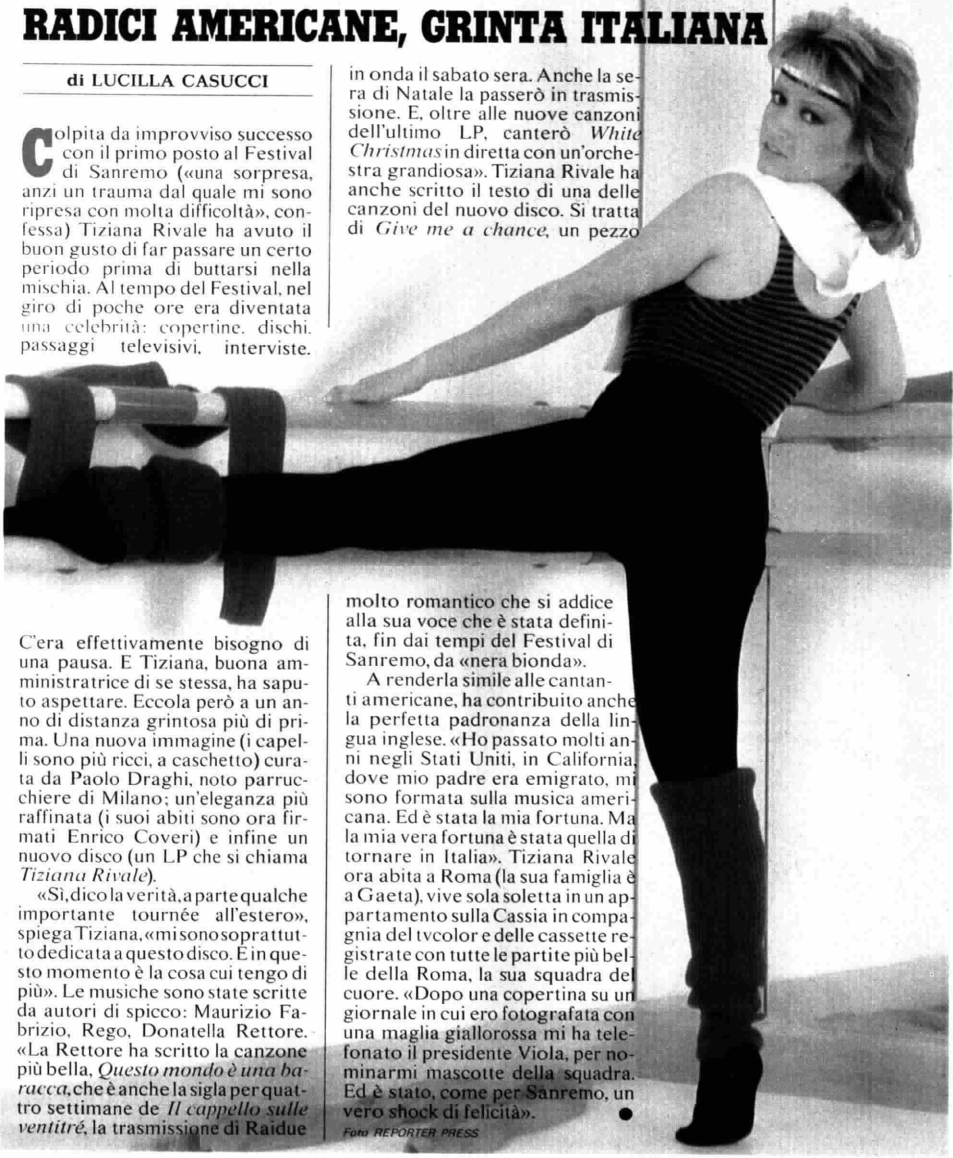 RADICI AMERICANE, GRINTA ITALIANA
di LUCILLA CASUCCI
Colpita da improvviso successo
con il primo posto al Festival
di Sanremo («una sorpresa,
anzi un trauma dal quale mi sono
ripresa con molta difficoltà», con-
fessa) Tiziana Rivale ha avuto il
buon gusto di far passare un certo
periodo prima di buttarsi nella
mischia. Al tempo del Festival, nel
giro di poche ore era diventata
una celebrità: copertine, dischi,
passaggi televisivi, interviste.
C'era effettivamente bisogno di
una pausa. E Tiziana, buona am-
ministratrice di se stessa, ha sapu-
to aspettare. Eccola però a un an-
no di distanza grintosa più di pri-
ma. Una nuova immagine (i capel-
li sono più ricci, a caschetto) cura-
ta da Paolo Draghi, noto parruc-
chiere di Milano; un'eleganza più
raffinata (i suoi abiti sono ora fir-
mati Enrico Coveri) e infine un
nuovo disco (un LP che si chiama
Tiziana Rivale).
«Sì, dico la verità, a parte qualche
importante tournée all'estero»,
spiega Tiziana, «mi sono soprattut-
to dedicata a questo disco. E in que-
sto momento è la cosa cui tengo di
più». Le musiche sono state scritte
da autori di spicco: Maurizio Fa-
brizio, Rego, Donatella Rettore.
«La Rettore ha scritto la canzone
più bella, Questo mondo è una ba-
racca, che è anche la sigla per quat-
tro settimane de Il cappello sulle
ventitré, la trasmissione di Raidue
in onda il sabato sera. Anche la se-
ra di Natale la passerò in trasmis-
sione. E, oltre alle nuove canzoni
dell'ultimo LP, canterò White
Christmas in diretta con un'orche-
stra grandiosa». Tiziana Rivale ha
anche scritto il testo di una delle
canzoni del nuovo disco. Si tratta
di Give me a chance, un pezzo
molto romantico che si addice
alla sua voce che è stata defini-
ta, fin dai tempi del Festival di
Sanremo, da «nera bionda».
A renderla simile alle cantan-
ti americane, ha contribuito anche
la perfetta padronanza della lin-
gua inglese. «Ho passato molti an-
ni negli Stati Uniti, in California,
dove mio padre era emigrato, mi
sono formata sulla musica ameri-
cana. Ed è stata la mia fortuna. Ma
la mia vera fortuna è stata quella di
tornare in Italia». Tiziana Rivale
ora abita a Roma (la sua famiglia è
a Gaeta), vive sola soletta in un ap-
partamento sulla Cassia in compa-
gnia del tvcolor e delle cassette re-
gistrate con tutte le partite più bel-
le della Roma, la sua squadra del
cuore. «Dopo una copertina su un
giornale in cui ero fotografata con
una maglia giallorossa mi ha tele-
fonato il presidente Viola, per no-
minarmi mascotte della squadra.
Ed è stato, come per Sanremo, un
vero shock di felicità». ●
Foto REPORTER PRESS